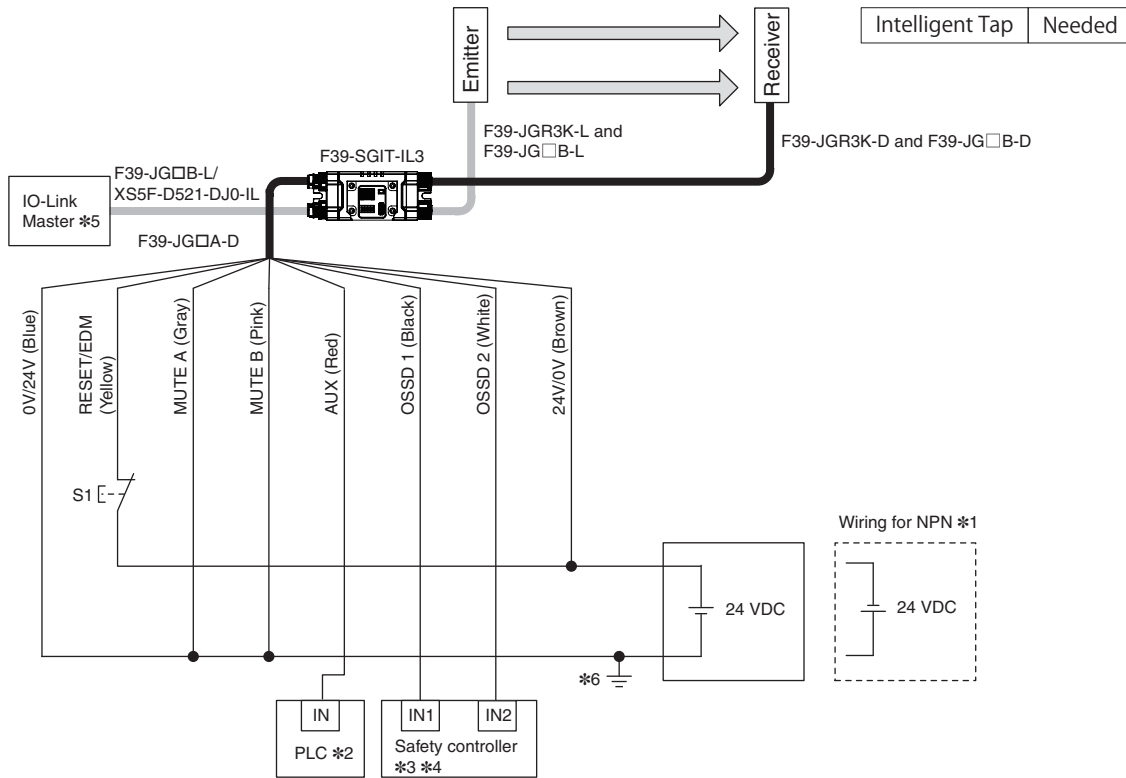 Intelligent Tap
Needed
Emitter
Receiver
F39-JGR3K-L and
F39-JG□B-L
F39-JGR3K-D and F39-JG□B-D
F39-SGIT-IL3
F39-JG□B-L/
XS5F-D521-DJ0-IL
IO-Link
Master *5
F39-JG□A-D
0V/24V (Blue)
RESET/EDM
(Yellow)
MUTE A (Gray)
MUTE B (Pink)
AUX (Red)
OSSD 1 (Black)
OSSD 2 (White)
24V/0V (Brown)
S1
Wiring for NPN *1
24 VDC
24 VDC
*6
IN
PLC *2
IN1
IN2
Safety controller
*3 *4